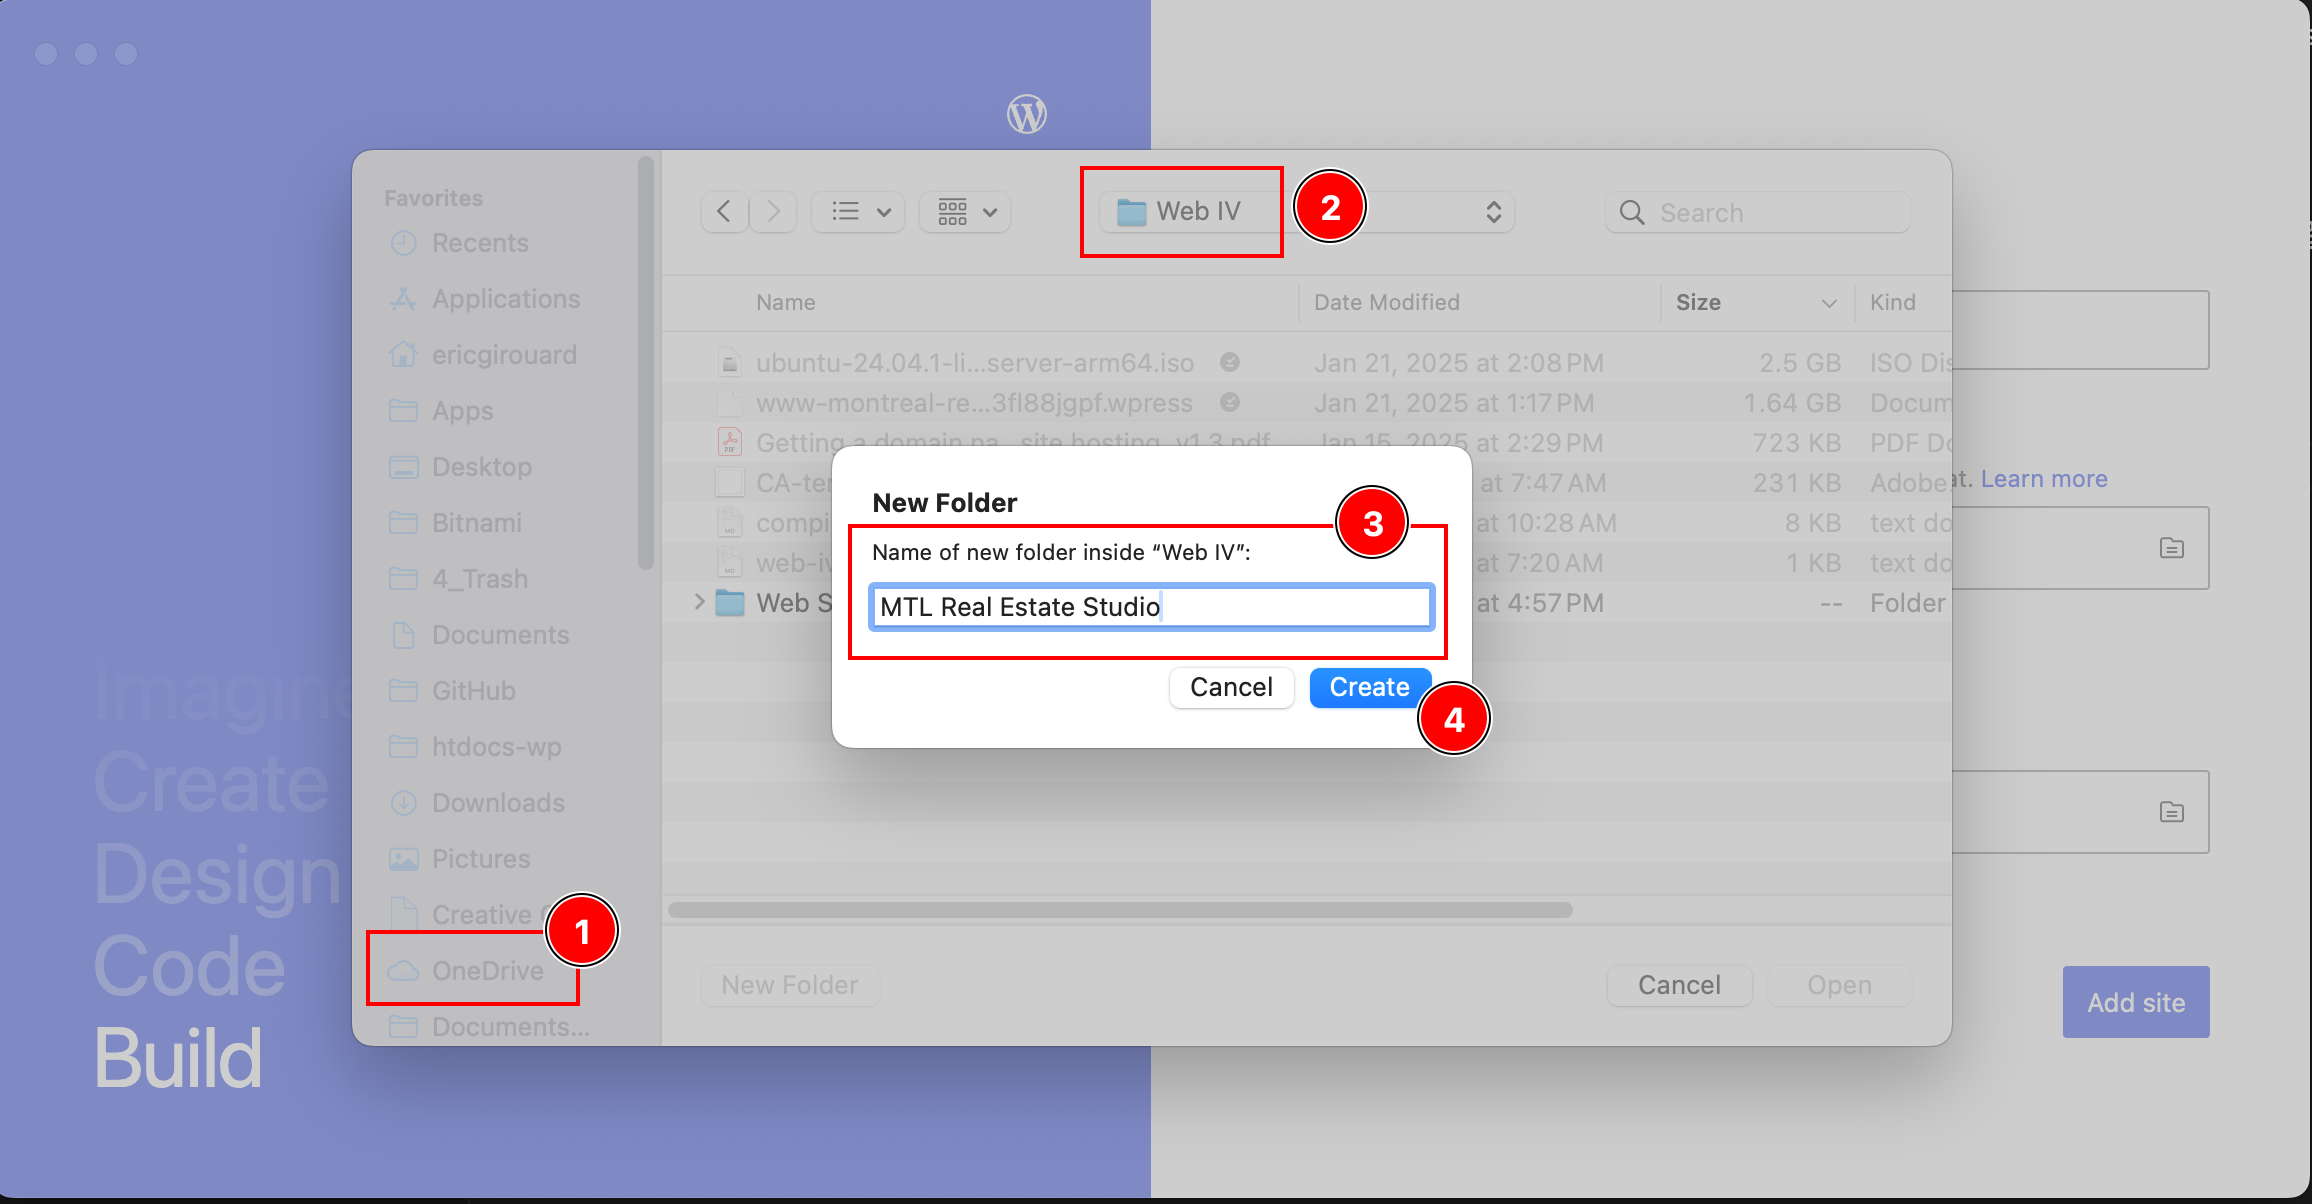 Imagine
Create
Design
Code
Build
Favorites
Recents
Applications
ericgirouard
Apps
Desktop
Bitnami
4_Trash
Documents
GitHub
htdocs-wp
Downloads
Pictures
Creative
1
OneDrive
Documents...
Web IV
2
Search
Name Date Modified Size Kind
ubuntu-24.04.1-li...server-arm64.iso Jan 21, 2025 at 2:08 PM 2.5 GB ISO Dis
www-montreal-re...3fl88jgpf.wpress Jan 21, 2025 at 1:17 PM 1.64 GB Docum
Getting a domain na...site hosting_v1.3.pdf Jan 15, 2025 at 2:29 PM 723 KB PDF Do
CA-ter at 7:47 AM 231 KB Adobe
compi at 10:28 AM 8 KB text do
web-iv at 7:20 AM 1 KB text do
Web S at 4:57 PM -- Folder
New Folder
3
Name of new folder inside “Web IV”:
MTL Real Estate Studio
Cancel Create
4
New Folder Cancel Open
at. Learn more
Add site